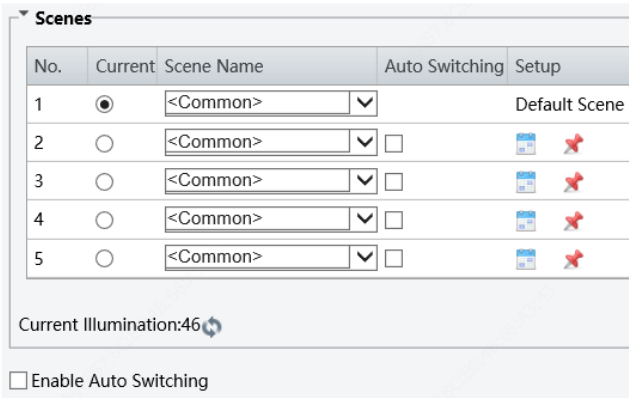 Scenes
No. Current Scene Name Auto Switching Setup
1 <Common> Default Scene
2 <Common>
3 <Common>
4 <Common>
5 <Common>
Current Illumination:46
Enable Auto Switching